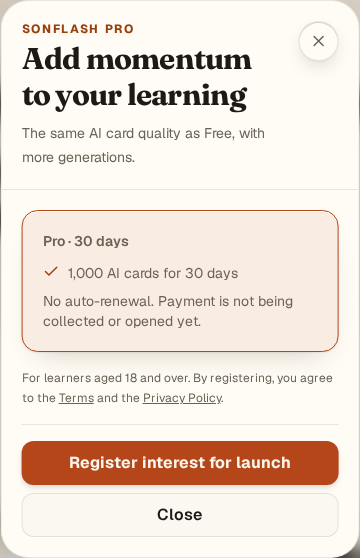 SONFLASH PRO
Add momentum
to your learning
The same AI card quality as Free, with
more generations.
Pro · 30 days
1,000 AI cards for 30 days
No auto-renewal. Payment is not being
collected or opened yet.
For learners aged 18 and over. By registering, you agree
to the Terms and the Privacy Policy.
Register interest for launch
Close